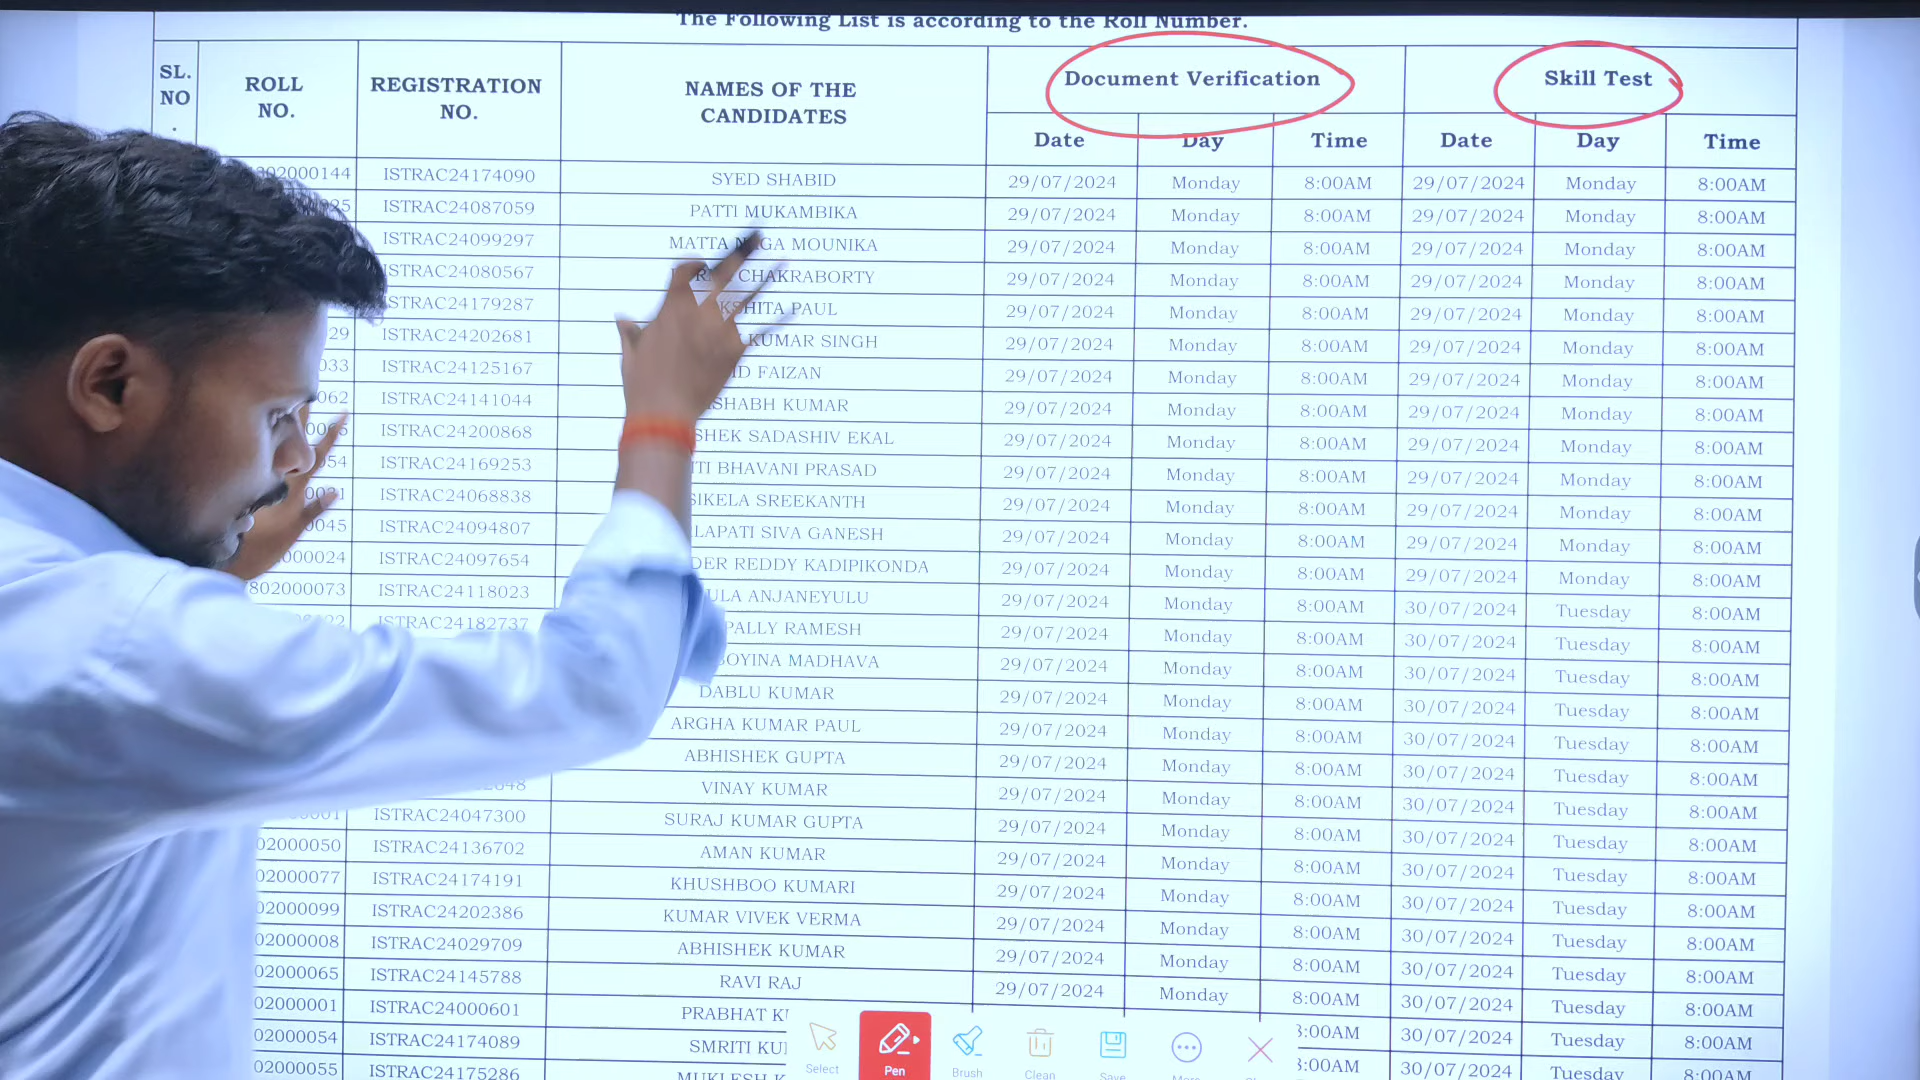 The Following List is according to the Roll Number.
SL. NO . ROLL NO. REGISTRATION NO. NAMES OF THE CANDIDATES Document Verification Skill Test
Date Day Time Date Day Time
ISTRAC24174090 SYED SHABID 29/07/2024 Monday 8:00AM 29/07/2024 Monday 8:00AM
ISTRAC24087059 PATTI MUKAMBIKA 29/07/2024 Monday 8:00AM 29/07/2024 Monday 8:00AM
ISTRAC24099297 MATTA MOUNIKA 29/07/2024 Monday 8:00AM 29/07/2024 Monday 8:00AM
ISTRAC24080567 CHAKRABORTY 29/07/2024 Monday 8:00AM 29/07/2024 Monday 8:00AM
ISTRAC24179287 PAUL 29/07/2024 Monday 8:00AM 29/07/2024 Monday 8:00AM
ISTRAC24202681 KUMAR SINGH 29/07/2024 Monday 8:00AM 29/07/2024 Monday 8:00AM
ISTRAC24125167 FAIZAN 29/07/2024 Monday 8:00AM 29/07/2024 Monday 8:00AM
ISTRAC24141044 KUMAR 29/07/2024 Monday 8:00AM 29/07/2024 Monday 8:00AM
ISTRAC24200868 SADASHIV EKAL 29/07/2024 Monday 8:00AM 29/07/2024 Monday 8:00AM
ISTRAC24169253 BHAVANI PRASAD 29/07/2024 Monday 8:00AM 29/07/2024 Monday 8:00AM
ISTRAC24068838 SREEKANTH 29/07/2024 Monday 8:00AM 29/07/2024 Monday 8:00AM
ISTRAC24094807 SIVA GANESH 29/07/2024 Monday 8:00AM 29/07/2024 Monday 8:00AM
ISTRAC24097654 REDDY KADIPIKONDA 29/07/2024 Monday 8:00AM 29/07/2024 Monday 8:00AM
802000073 ISTRAC24118023 ANJANEYULU 29/07/2024 Monday 8:00AM 30/07/2024 Tuesday 8:00AM
ISTRAC24182737 RAMESH 29/07/2024 Monday 8:00AM 30/07/2024 Tuesday 8:00AM
MADHAVA 29/07/2024 Monday 8:00AM 30/07/2024 Tuesday 8:00AM
DABLU KUMAR 29/07/2024 Monday 8:00AM 30/07/2024 Tuesday 8:00AM
ARGHA KUMAR PAUL 29/07/2024 Monday 8:00AM 30/07/2024 Tuesday 8:00AM
ABHISHEK GUPTA 29/07/2024 Monday 8:00AM 30/07/2024 Tuesday 8:00AM
VINAY KUMAR 29/07/2024 Monday 8:00AM 30/07/2024 Tuesday 8:00AM
ISTRAC24047300 SURAJ KUMAR GUPTA 29/07/2024 Monday 8:00AM 30/07/2024 Tuesday 8:00AM
02000050 ISTRAC24136702 AMAN KUMAR 29/07/2024 Monday 8:00AM 30/07/2024 Tuesday 8:00AM
02000077 ISTRAC24174191 KHUSHBOO KUMARI 29/07/2024 Monday 8:00AM 30/07/2024 Tuesday 8:00AM
02000099 ISTRAC24202386 KUMAR VIVEK VERMA 29/07/2024 Monday 8:00AM 30/07/2024 Tuesday 8:00AM
02000008 ISTRAC24029709 ABHISHEK KUMAR 29/07/2024 Monday 8:00AM 30/07/2024 Tuesday 8:00AM
02000065 ISTRAC24145788 RAVI RAJ 29/07/2024 Monday 8:00AM 30/07/2024 Tuesday 8:00AM
02000001 ISTRAC24000601 PRABHAT 8:00AM 30/07/2024 Tuesday 8:00AM
02000054 ISTRAC24174089 SMRITI :00AM 30/07/2024 Tuesday 8:00AM
02000055 ISTRAC24175286 MUKLESH :00AM 30/07/2024 Tuesday 8:00AM
Select Pen Brush Clean Save More